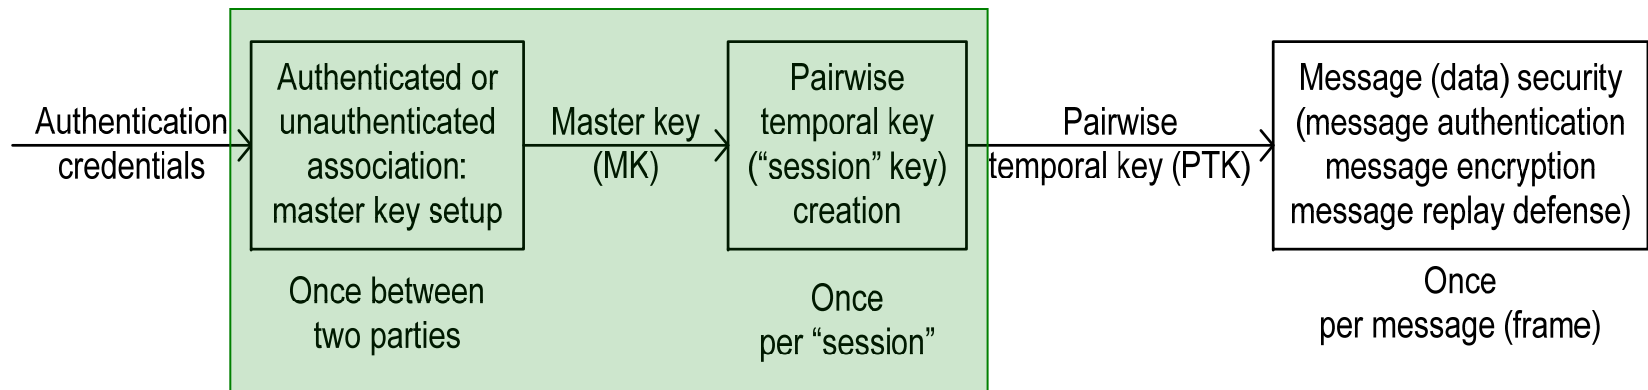 Authentication
credentials
Authenticated or
unauthenticated
association:
master key setup
Once between
two parties
Master key
(MK)
Pairwise
temporal key
(“session” key)
creation
Once
per “session”
Pairwise
temporal key (PTK)
Message (data) security
(message authentication
message encryption
message replay defense)
Once
per message (frame)